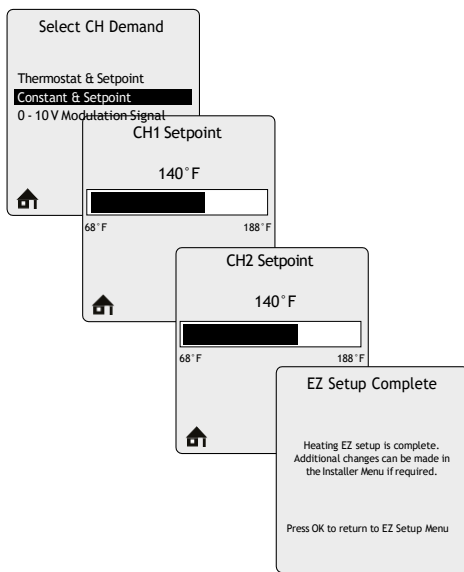 Select CH Demand
Thermostat & Setpoint
Constant & Setpoint
0 - 10 V Modulation Signal
CH1 Setpoint
140°F
68°F 188°F
CH2 Setpoint
140°F
68°F 188°F
EZ Setup Complete
Heating EZ setup is complete.
Additional changes can be made in
the Installer Menu if required.
Press OK to return to EZ Setup Menu